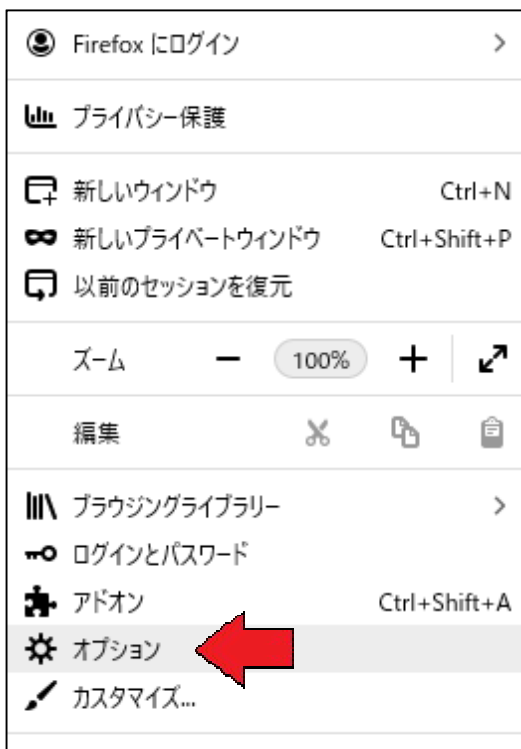 Firefox にログイン
プライバシー保護
新しいウィンドウ Ctrl+N
新しいプライベートウィンドウ Ctrl+Shift+P
以前のセッションを復元
ズーム 100%
編集
ブラウジングライブラリー
ログインとパスワード
アドオン Ctrl+Shift+A
オプション
カスタマイズ...